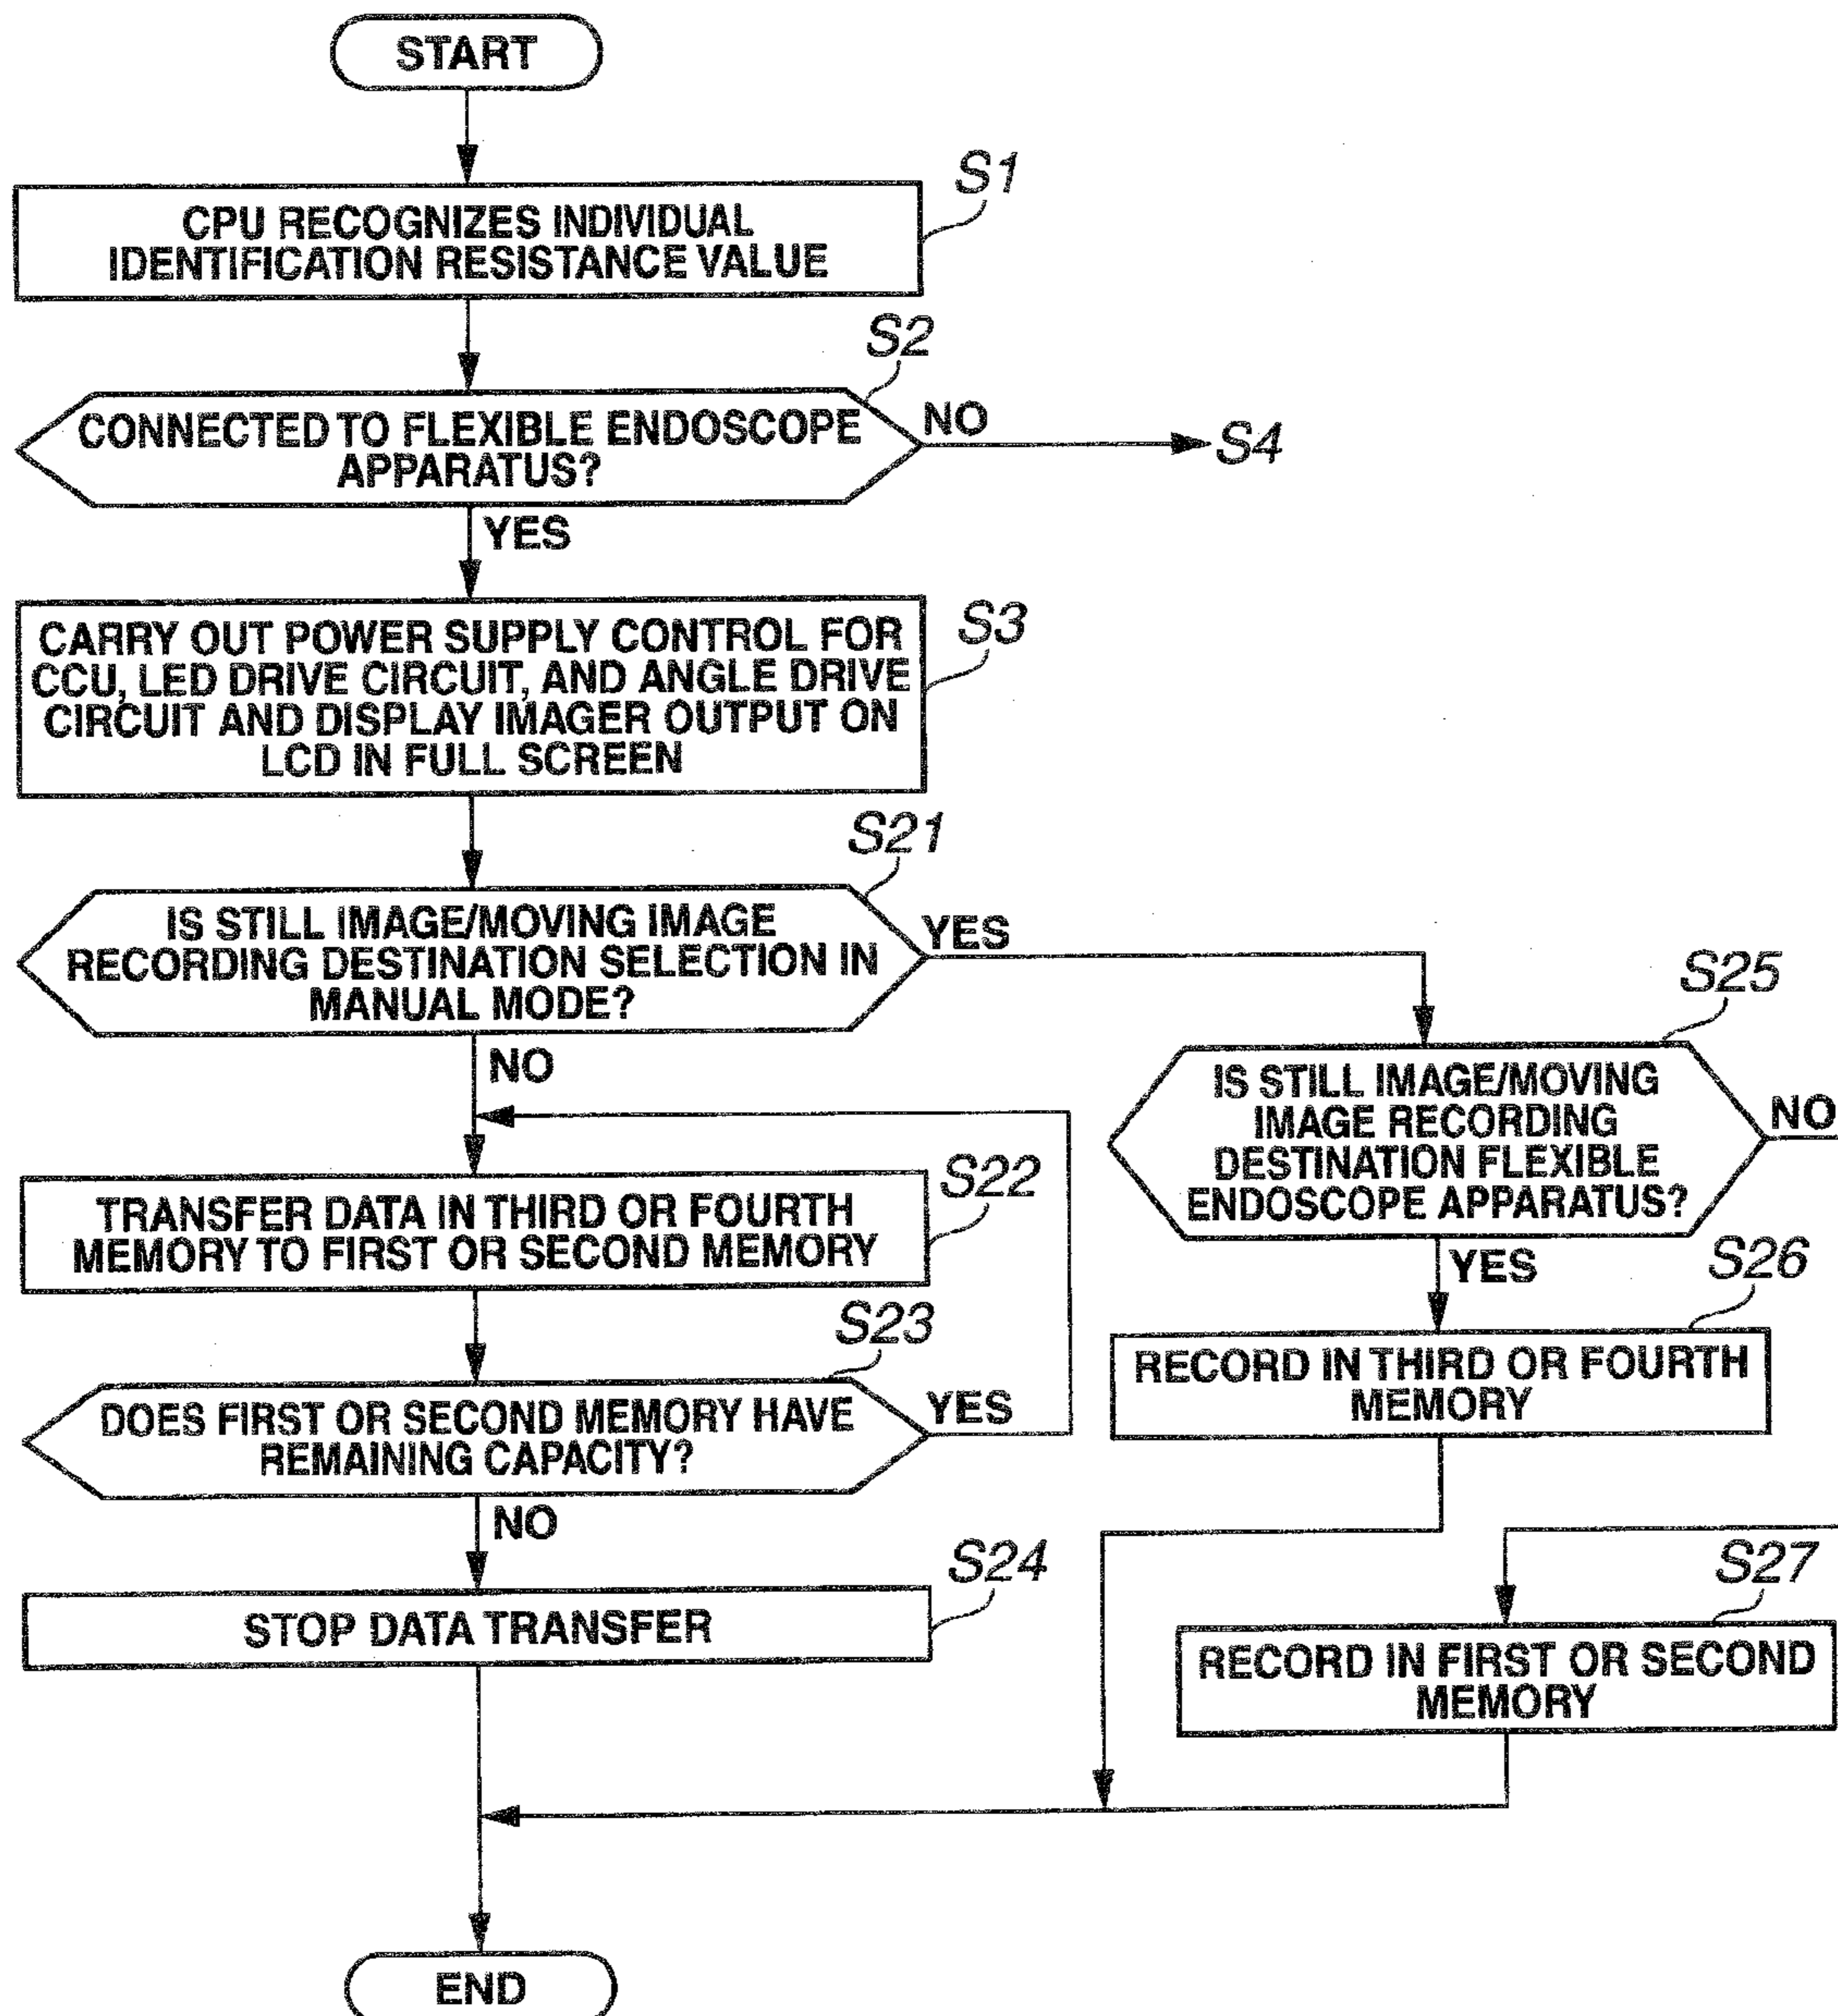 START
S1
CPU RECOGNIZES INDIVIDUAL
IDENTIFICATION RESISTANCE VALUE
S2
CONNECTED TO FLEXIBLE ENDOSCOPE
APPARATUS?
NO
S4
YES
S3
CARRY OUT POWER SUPPLY CONTROL FOR
CCU, LED DRIVE CIRCUIT, AND ANGLE DRIVE
CIRCUIT AND DISPLAY IMAGER OUTPUT ON
LCD IN FULL SCREEN
S21
IS STILL IMAGE/MOVING IMAGE
RECORDING DESTINATION SELECTION IN
MANUAL MODE?
YES
NO
S22
TRANSFER DATA IN THIRD OR FOURTH
MEMORY TO FIRST OR SECOND MEMORY
S23
DOES FIRST OR SECOND MEMORY HAVE
REMAINING CAPACITY?
YES
NO
S24
STOP DATA TRANSFER
S25
IS STILL IMAGE/MOVING
IMAGE RECORDING
DESTINATION FLEXIBLE
ENDOSCOPE APPARATUS?
NO
YES
S26
RECORD IN THIRD OR FOURTH
MEMORY
S27
RECORD IN FIRST OR SECOND
MEMORY
END